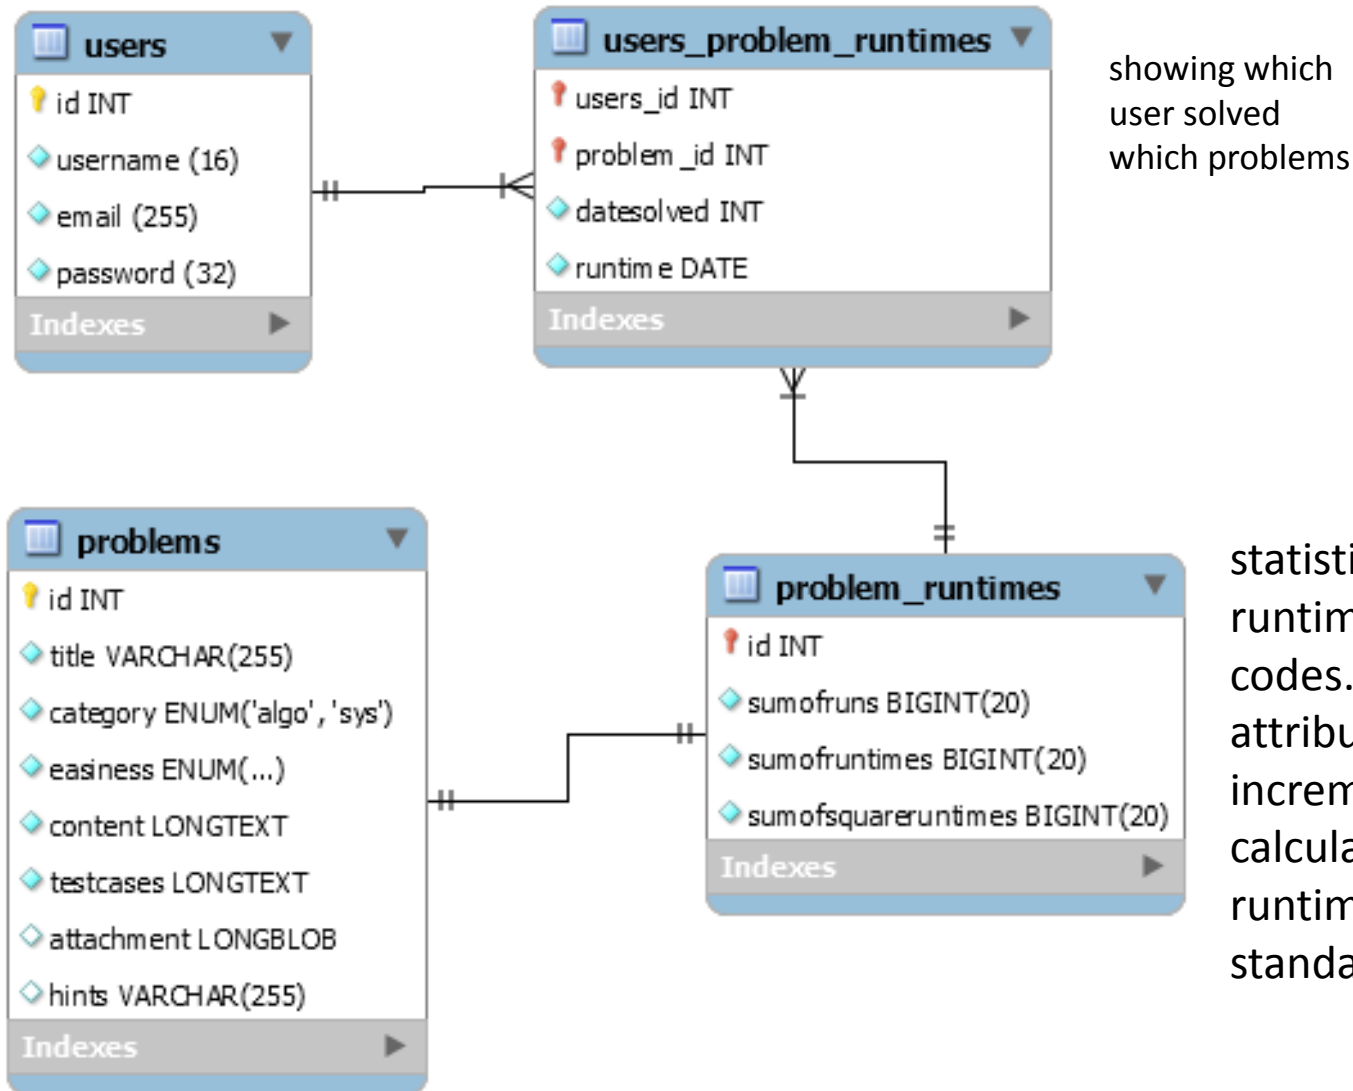 users
id INT
username (16)
email (255)
password (32)
Indexes
users_problem_runtimes
users_id INT
problem_id INT
datesolved INT
runtime DATE
Indexes
showing which
user solved
which problems
problems
id INT
title VARCHAR(255)
category ENUM('algo', 'sys')
easiness ENUM(...)
content LONGTEXT
testcases LONGTEXT
attachment LONGBLOB
hints VARCHAR(255)
Indexes
problem_runtimes
id INT
sumofruns BIGINT(20)
sumofruntimes BIGINT(20)
sumofsquareruntimes BIGINT(20)
Indexes
codes.